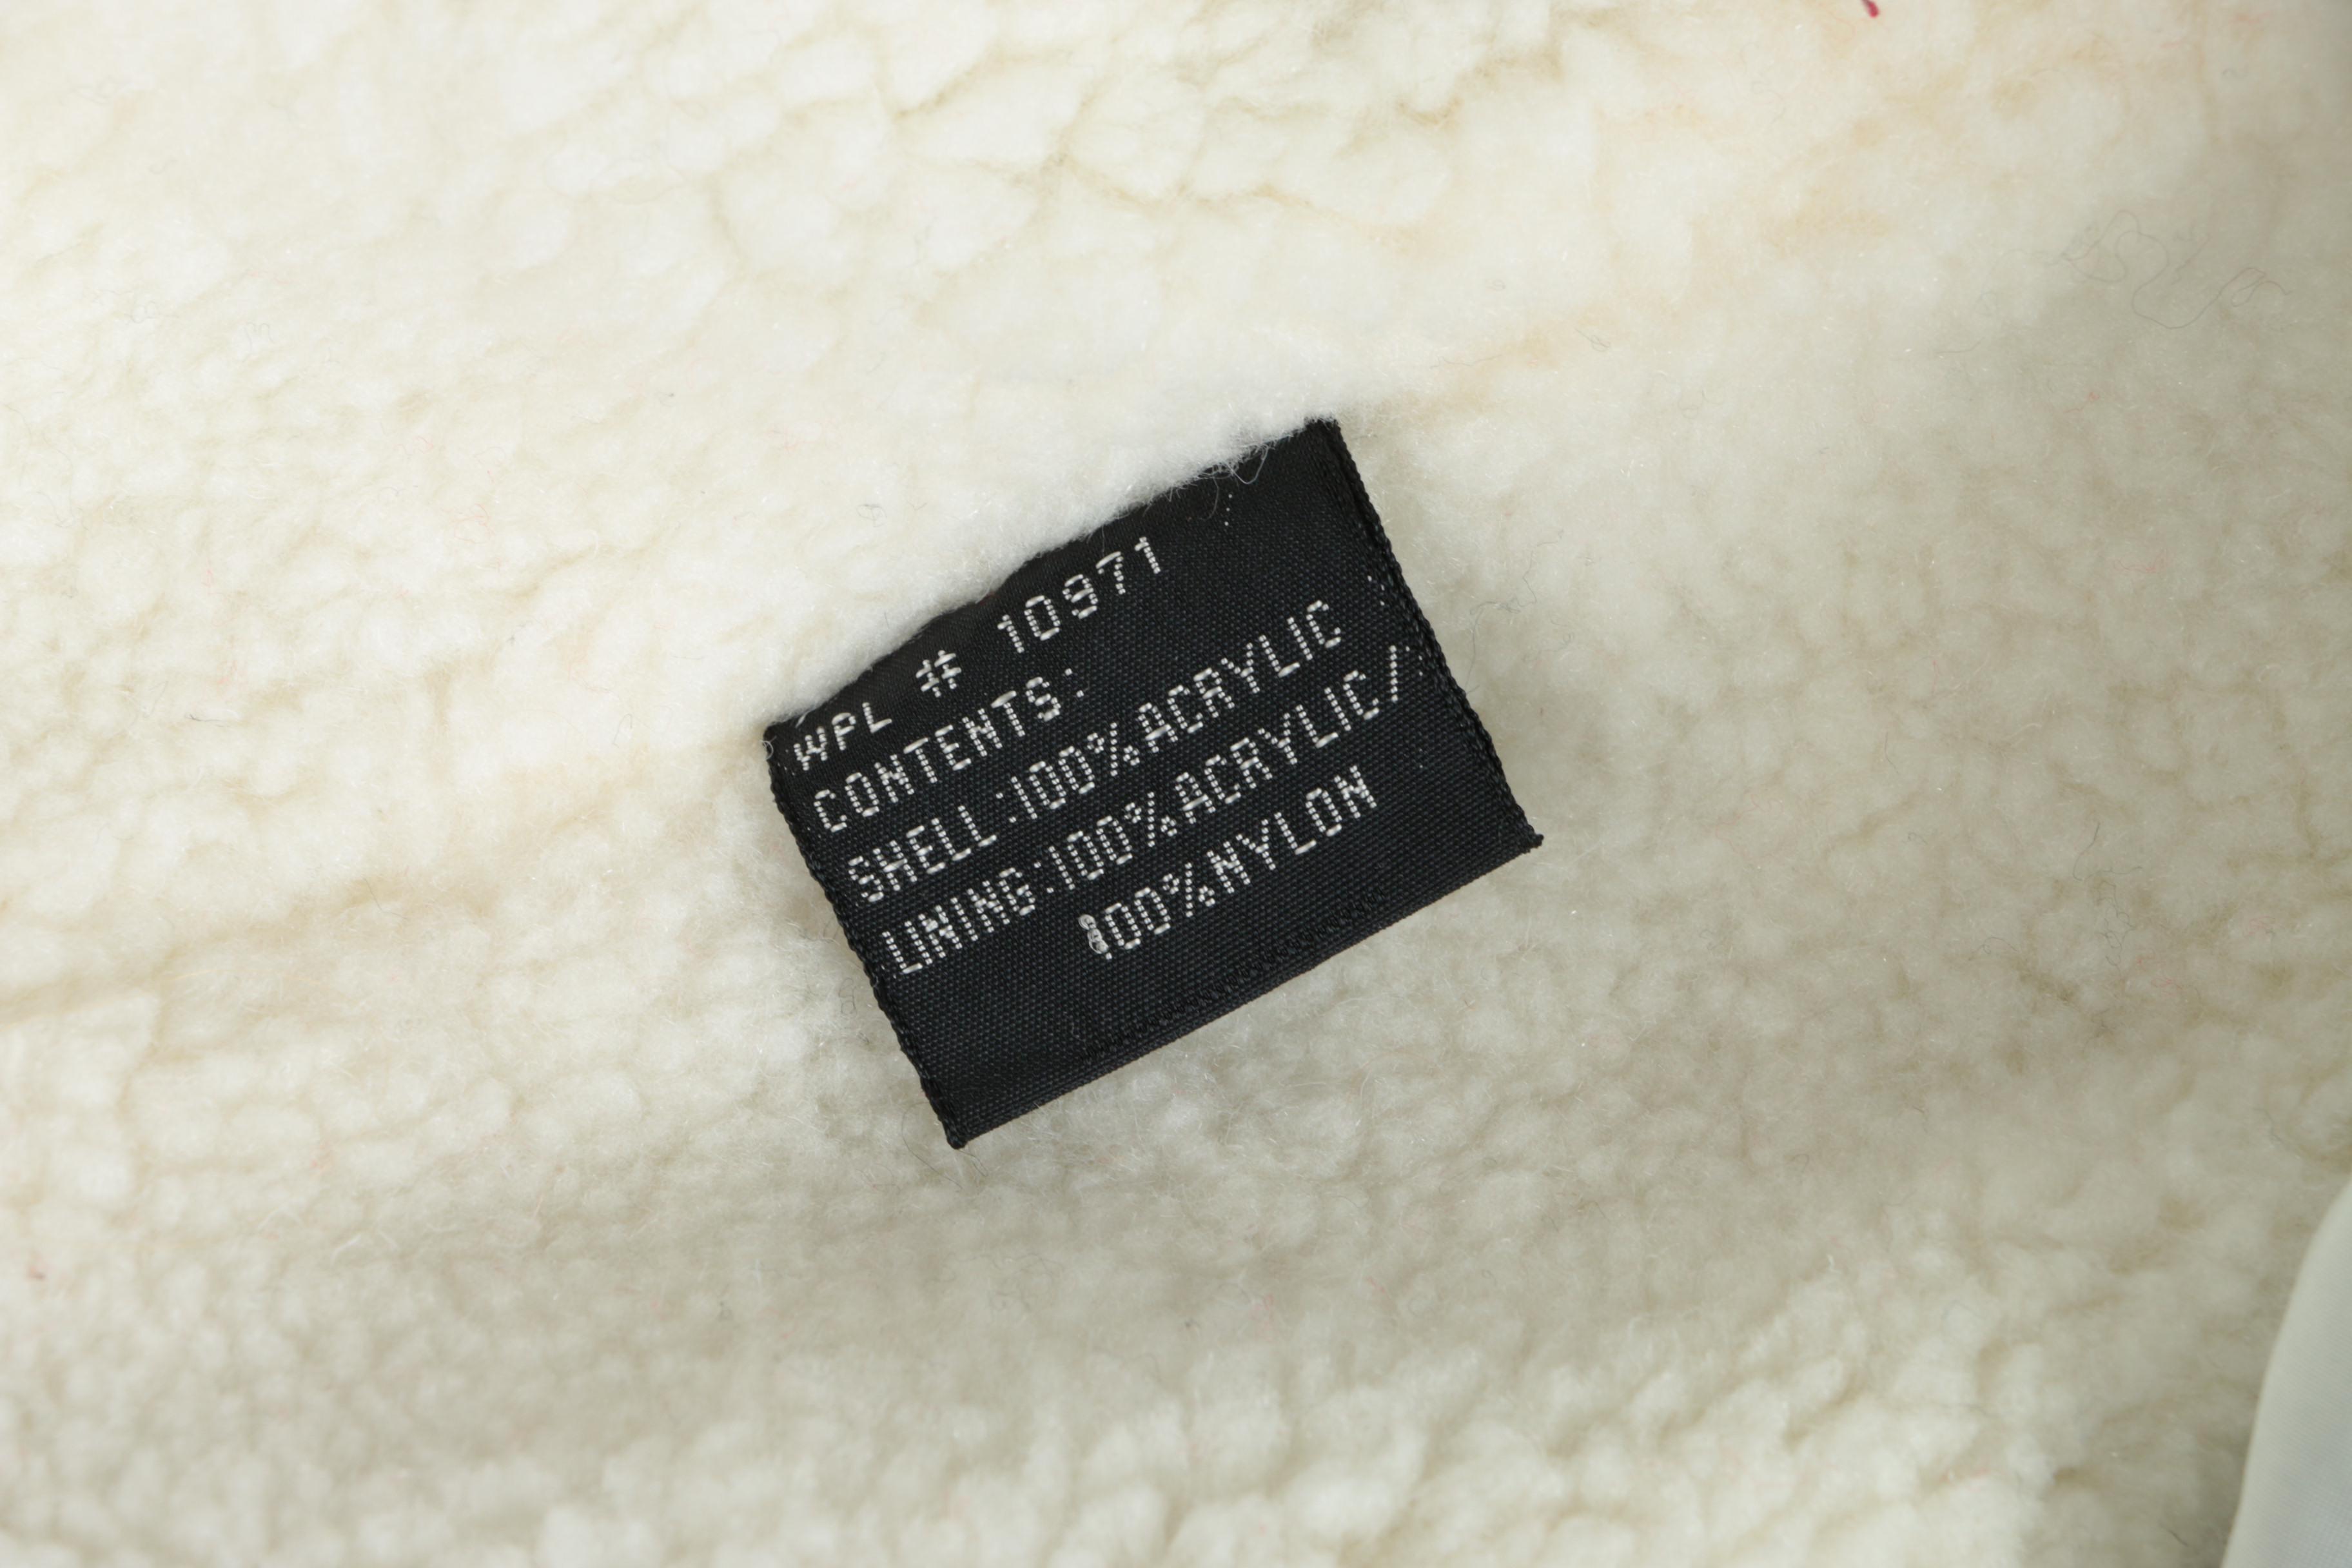 WPL # 10971
CONTENTS:
SHELL:100%ACRYLIC
LINING:100%ACRYLIC/
100%NYLON